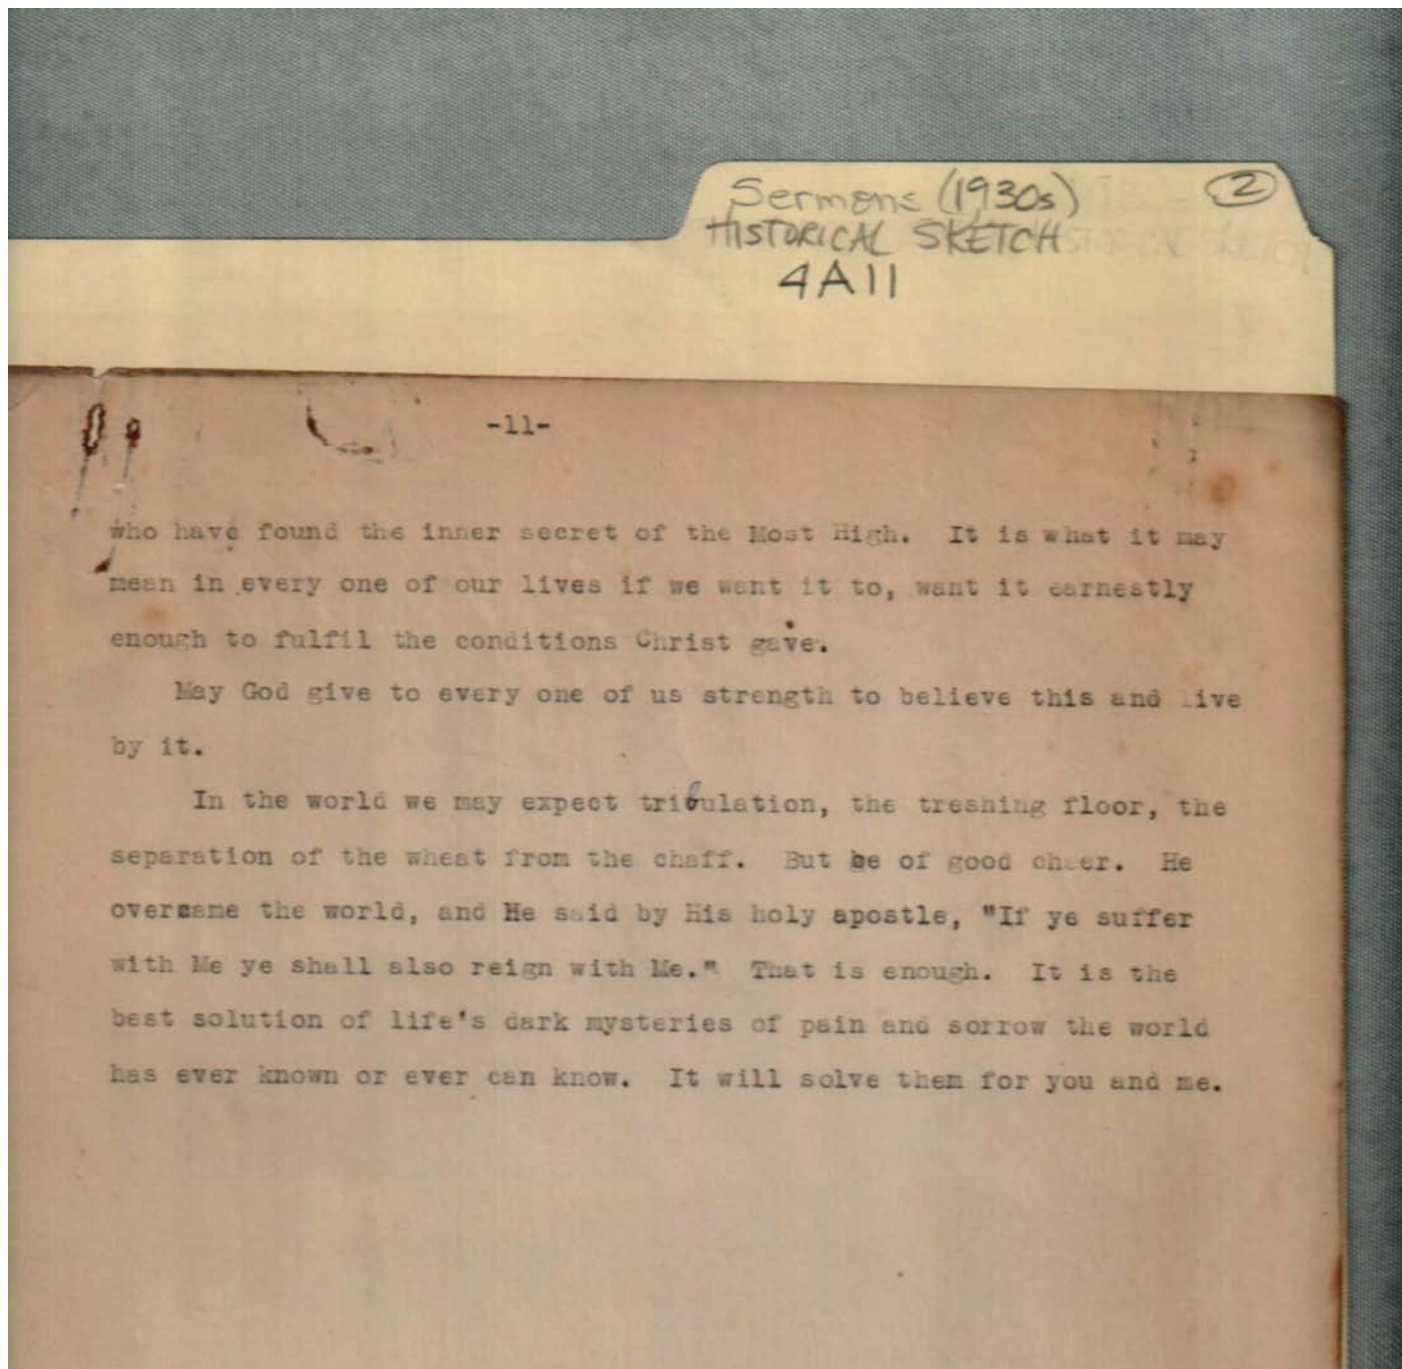 Sermons (1930s) 2
HISTORICAL SKETCH
4A11
-11-
who have found the inner secret of the Most High. It is what it may
mean in every one of our lives if we want it to, want it earnestly
enough to fulfil the conditions Christ gave.
May God give to every one of us strength to believe this and live
by it.
In the world we may expect tribulation, the treshing floor, the
separation of the wheat from the chaff. But be of good cheer. He
overcame the world, and He said by His holy apostle, "If ye suffer
with Me ye shall also reign with Me." That is enough. It is the
best solution of life's dark mysteries of pain and sorrow the world
has ever known or ever can know. It will solve them for you and me.